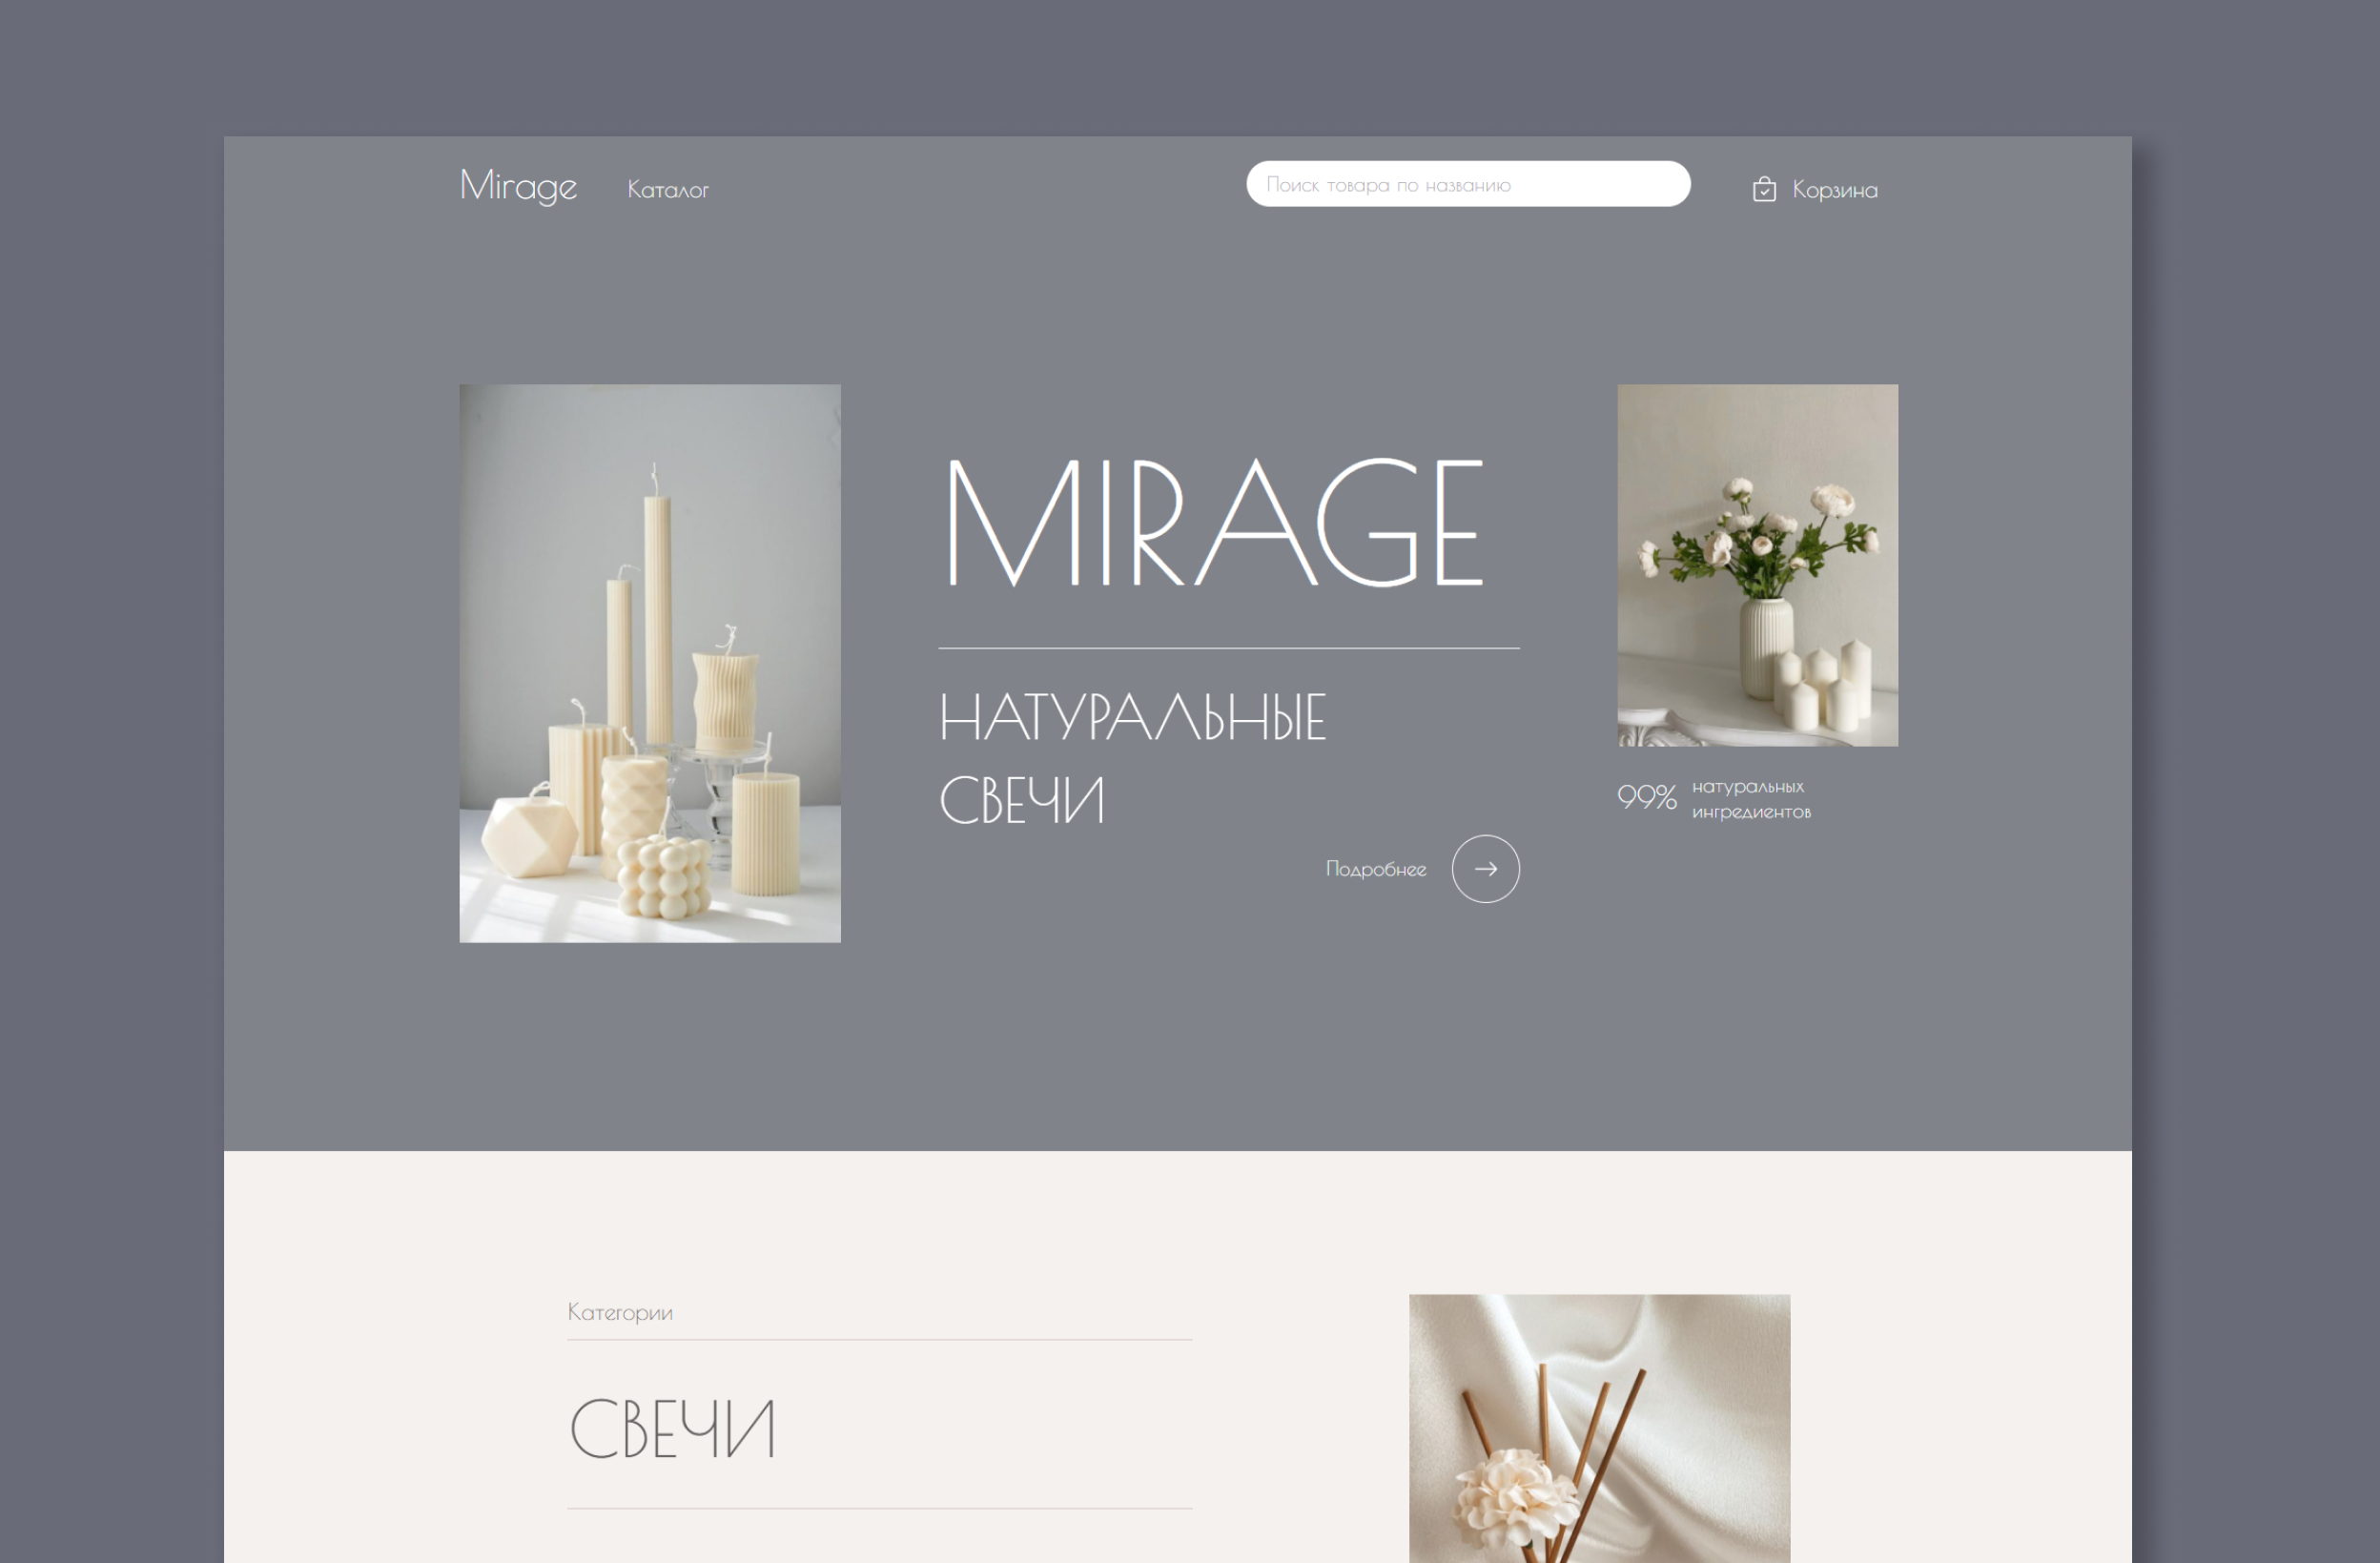 Mirage
Каталог
Поиск товара по названию
Корзина
MIRAGE
НАТУРАЛЬНЫЕ
СВЕЧИ
Подробнее
99%
натуральных
ингредиентов
Категории
СВЕЧИ